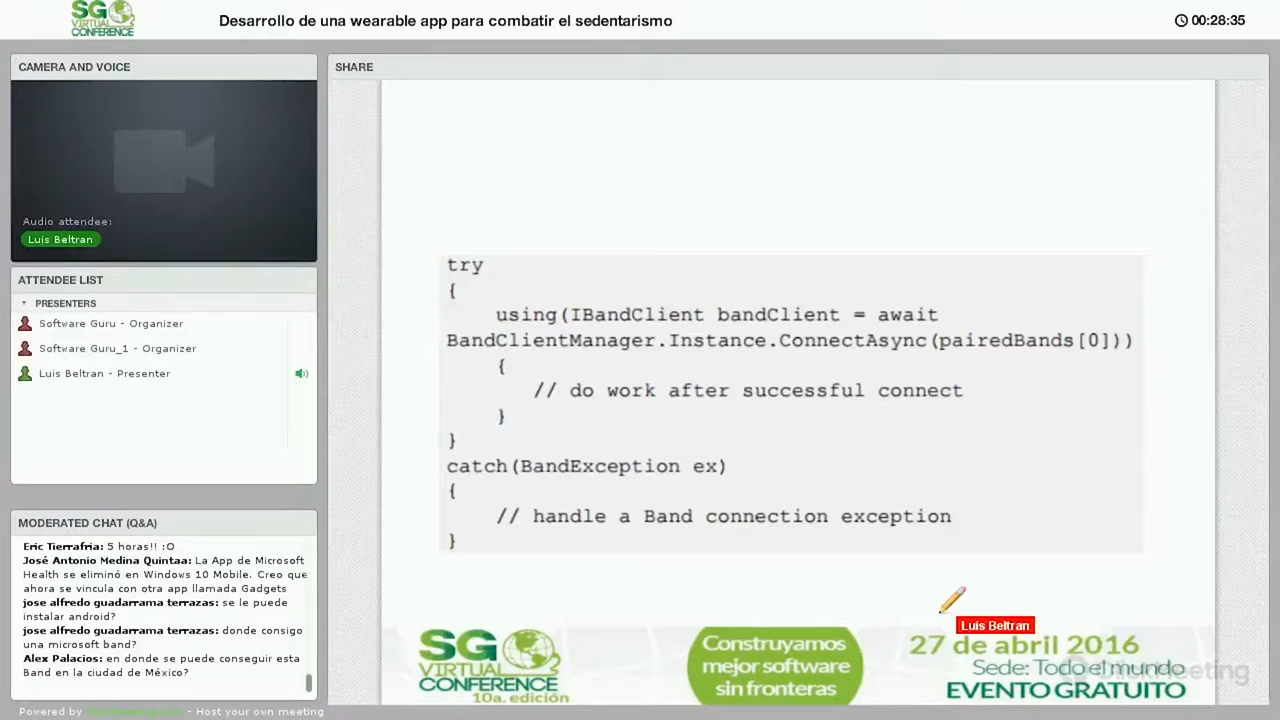 SG
VIRTUAL
CONFERENCE
Desarrollo de una wearable app para combatir el sedentarismo
00:28:35
CAMERA AND VOICE
Audio attendee:
Luis Beltran
ATTENDEE LIST
PRESENTERS
Software Guru - Organizer
Software Guru_1 - Organizer
Luis Beltran - Presenter
MODERATED CHAT (Q&A)
Eric Tierrafria: 5 horas!! :O
José Antonio Medina Quintaa: La App de Microsoft
Health se eliminó en Windows 10 Mobile. Creo que
ahora se vincula con otra app llamada Gadgets
jose alfredo guadarrama terrazas: se le puede
instalar android?
jose alfredo guadarrama terrazas: donde consigo
una microsoft band?
Alex Palacios: en donde se puede conseguir esta
Band en la ciudad de México?
Powered by ClickMeeting.com - Host your own meeting
SHARE
try
{
using(IBandClient bandClient = await
BandClientManager.Instance.ConnectAsync(pairedBands[0]))
{
// do work after successful connect
}
}
catch(BandException ex)
{
// handle a Band connection exception
}
Luis Beltran
SG
VIRTUAL
CONFERENCE
10a. edición
Construyamos
mejor software
sin fronteras
27 de abril 2016
Sede: Todo el mundo
EVENTO GRATUITO
ClickMeeting